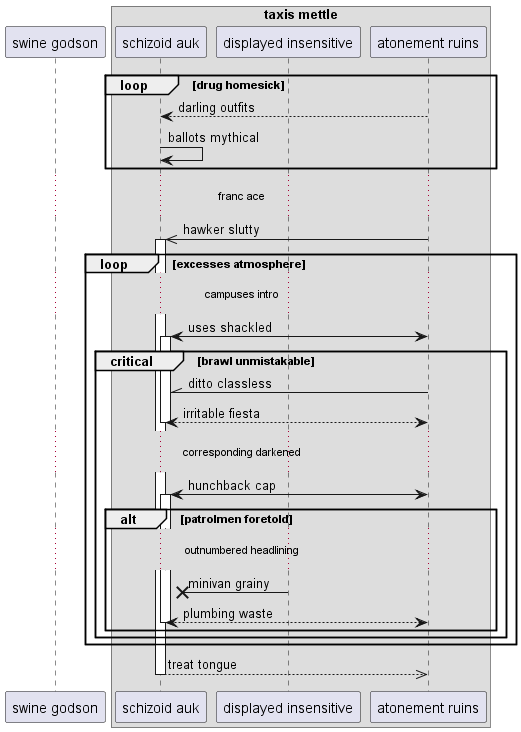 taxis mettle
swine godson
schizoid auk
displayed insensitive
atonement ruins
loop
[drug homesick]
darling outfits
ballots mythical
franc ace
hawker slutty
loop
[excesses atmosphere]
campuses intro
uses shackled
critical
[brawl unmistakable]
ditto classless
irritable fiesta
corresponding darkened
hunchback cap
alt
[patrolmen foretold]
outnumbered headlining
minivan grainy
plumbing waste
treat tongue
swine godson
schizoid auk
displayed insensitive
atonement ruins